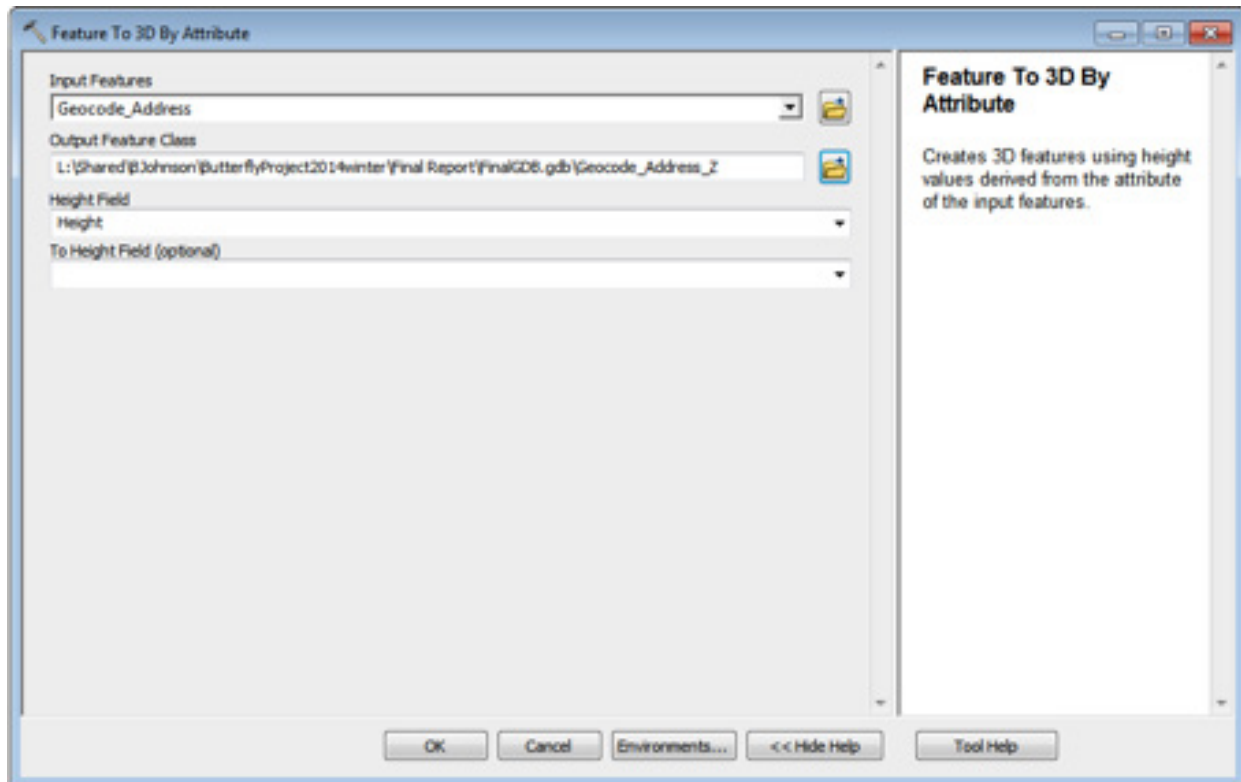 Feature To 3D By Attribute
Input Features
Geocode_Address
Output Feature Class
L:\Shared\BJohnson\ButterflyProject2014winter\Final Report\FinalGDB.gdb\Geocode_Address_Z
Height Field
Height
To Height Field (optional)
Feature To 3D By
Attribute
Creates 3D features using height
values derived from the attribute
of the input features.
OK
Cancel
Environments...
<< Hide Help
Tool Help